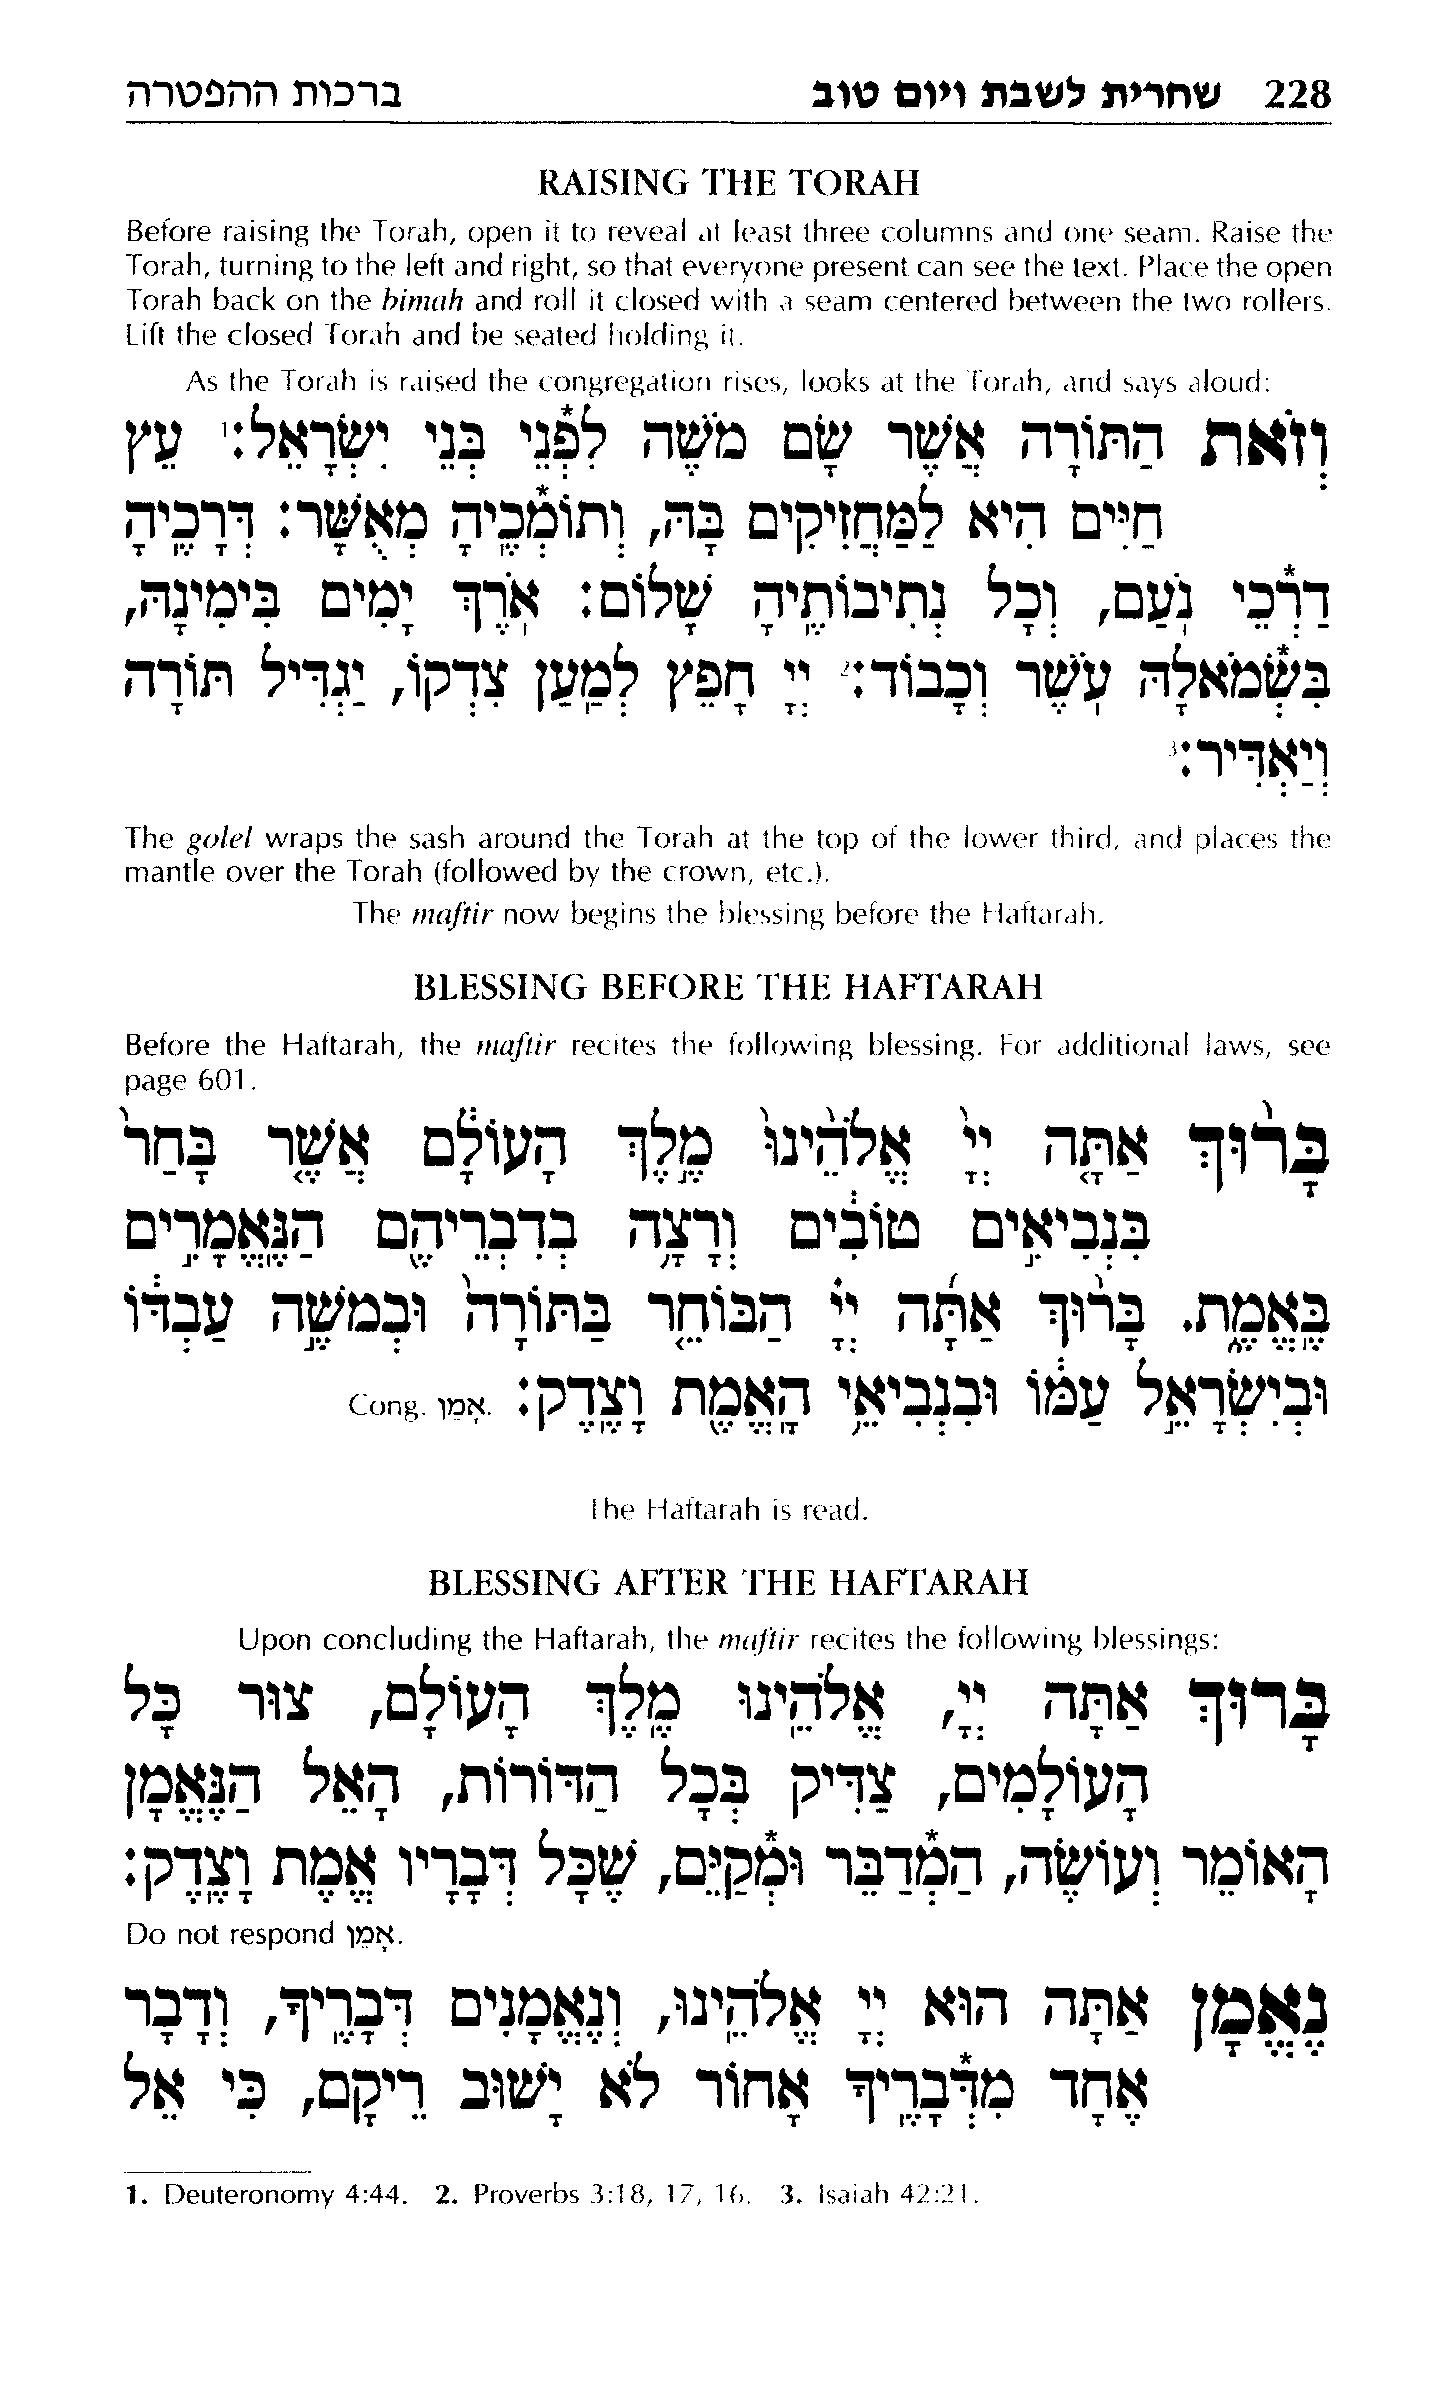 228 שחרית לשבת ויום טוב ברכות ההפטרה
RAISING THE TORAH
Before raising the Torah, open it to reveal at least three columns and one seam. Raise the
Torah, turning to the left and right, so that everyone present can see the text. Place the open
Torah back on the bimah and roll it closed with a seam centered between the two rollers.
Lift the closed Torah and be seated holding it.
As the Torah is raised the congregation rises, looks at the Torah, and says aloud:
וְזֹאת הַתּוֹרָה אֲשֶׁר שָׂם מֹשֶׁה לִפְ֯נֵי בְּנֵי יִשְׂרָאֵל:¹ עֵץ
חַיִּים הִיא לַמַּחֲזִיקִים בָּהּ, וְתוֹמְ֯כֶֽיהָ מְאֻשָּׁר: דְּרָכֶֽיהָ
דַרְ֯כֵי נֹֽעַם, וְכָל נְתִיבוֹתֶֽיהָ שָׁלוֹם: אֹֽרֶךְ יָמִים בִּימִינָהּ,
בִּשְׂ֯מֹאלָהּ עֹֽשֶׁר וְכָבוֹד:² יְיָ חָפֵץ לְמַֽעַן צִדְקוֹ, יַגְדִּיל תּוֹרָה
וְיַאְדִּיר:³
The golel wraps the sash around the Torah at the top of the lower third, and places the
mantle over the Torah (followed by the crown, etc.).
The maftir now begins the blessing before the Haftarah.
BLESSING BEFORE THE HAFTARAH
Before the Haftarah, the maftir recites the following blessing. For additional laws, see
page 601.
בָּר֨וּךְ אַתָּ֤ה יְיָ֙ אֱלֹהֵ֙ינוּ֙ מֶ֣לֶךְ הָעוֹלָ֔ם אֲשֶׁ֤ר בָּחַר֙
בִּנְבִיאִ֣ים טוֹבִ֔ים וְרָצָ֥ה בְדִבְרֵיהֶ֖ם הַנֶּֽאֱמָרִ֣ים
בֶּֽאֱמֶ֑ת. בָּר֨וּךְ אַתָּ֜ה יְיָ֗ הַבּוֹחֵ֤ר בַּתּוֹרָה֙ וּבְמֹשֶׁ֣ה עַבְדּ֔וֹ
וּבְיִשְׂרָאֵ֣ל עַמּ֔וֹ וּבִנְבִיאֵ֥י הָֽאֱמֶ֖ת וָצֶֽדֶק: Cong. אָמֵן.
The Haftarah is read.
BLESSING AFTER THE HAFTARAH
Upon concluding the Haftarah, the maftir recites the following blessings:
בָּרוּךְ אַתָּה יְיָ, אֱלֹהֵֽינוּ מֶֽלֶךְ הָעוֹלָם, צוּר כָּל
הָעוֹלָמִים, צַדִּיק בְּכָל הַדּוֹרוֹת, הָאֵל הַנֶּאֱמָן
הָאוֹמֵר וְעוֹשֶׂה, הַמְ֯דַבֵּר וּמְ֯קַיֵּם, שֶׁכָּל דְּבָרָיו אֱמֶת וָצֶֽדֶק:
Do not respond אָמֵן.
נֶאֱמָן אַתָּה הוּא יְיָ אֱלֹהֵֽינוּ, וְנֶאֱמָנִים דְּבָרֶֽיךָ, וְדָבָר
אֶחָד מִדְּ֯בָרֶֽיךָ אָחוֹר לֹא יָשׁוּב רֵיקָם, כִּי אֵל
1. Deuteronomy 4:44. 2. Proverbs 3:18, 17, 16. 3. Isaiah 42:21.